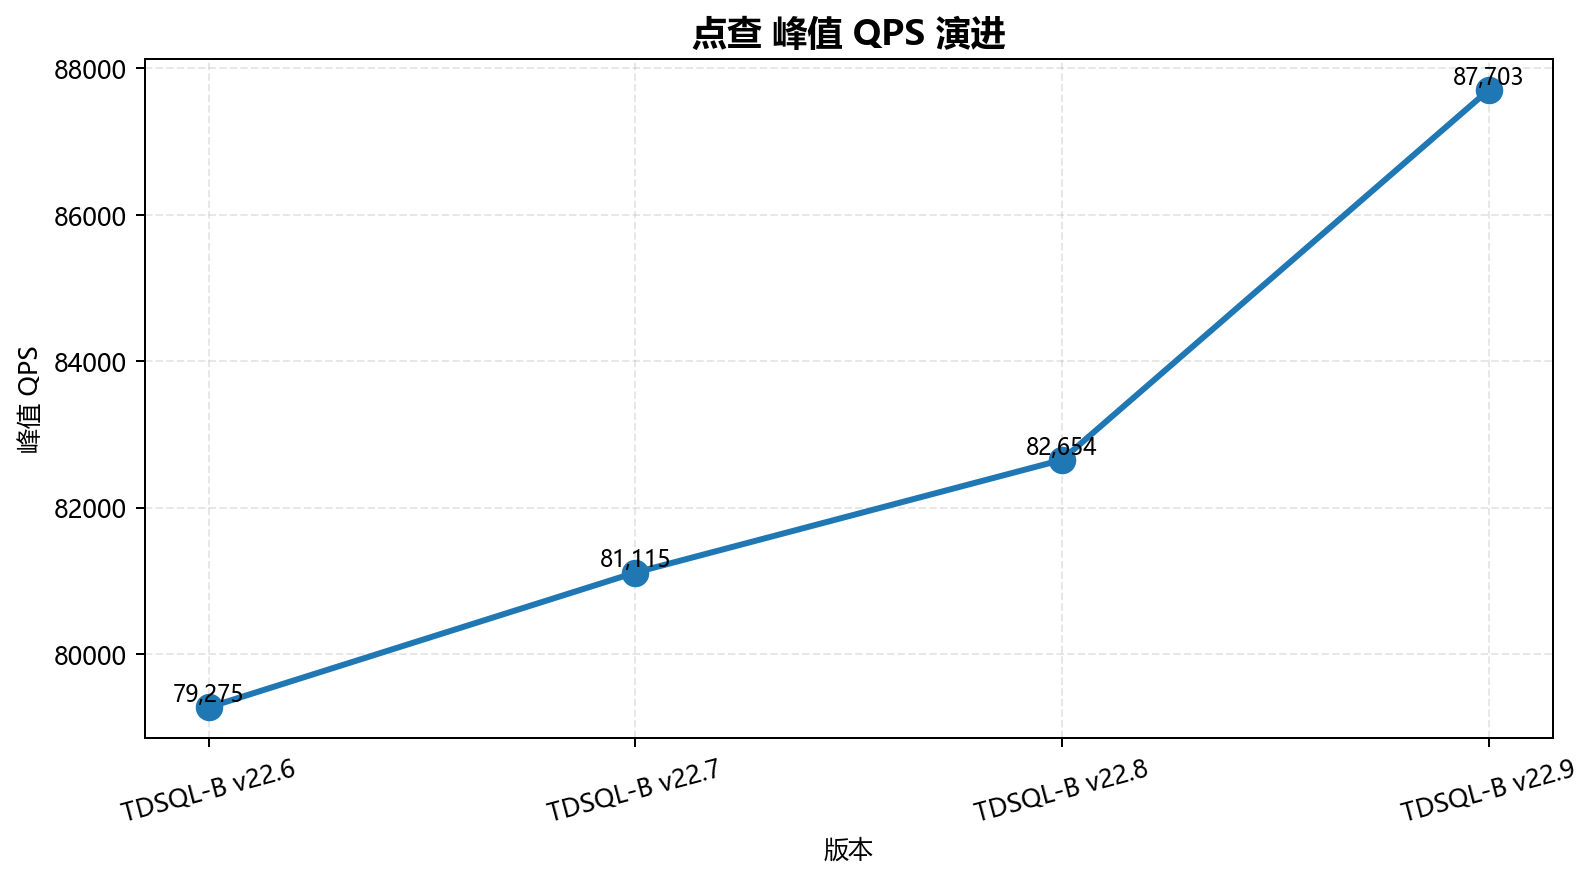 点查 峰值 QPS 演进
88000
86000
84000
82000
80000
峰值 QPS
79,275
81,115
82,654
87,703
TDSQL-B v22.6
TDSQL-B v22.7
TDSQL-B v22.8
TDSQL-B v22.9
版本